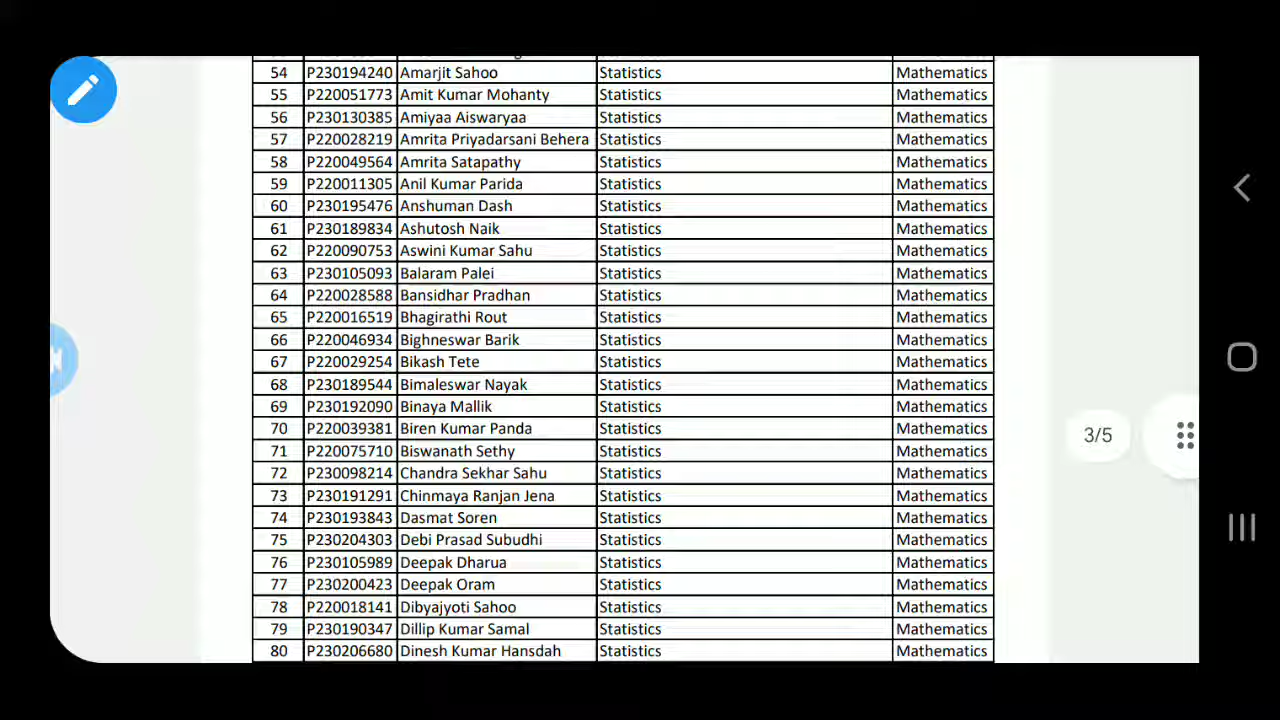 54 P230194240 Amarjit Sahoo Statistics Mathematics
55 P220051773 Amit Kumar Mohanty Statistics Mathematics
56 P230130385 Amiyaa Aiswaryaa Statistics Mathematics
57 P220028219 Amrita Priyadarsani Behera Statistics Mathematics
58 P220049564 Amrita Satapathy Statistics Mathematics
59 P220011305 Anil Kumar Parida Statistics Mathematics
60 P230195476 Anshuman Dash Statistics Mathematics
61 P230189834 Ashutosh Naik Statistics Mathematics
62 P220090753 Aswini Kumar Sahu Statistics Mathematics
63 P230105093 Balaram Palei Statistics Mathematics
64 P220028588 Bansidhar Pradhan Statistics Mathematics
65 P220016519 Bhagirathi Rout Statistics Mathematics
66 P220046934 Bighneswar Barik Statistics Mathematics
67 P220029254 Bikash Tete Statistics Mathematics
68 P230189544 Bimaleswar Nayak Statistics Mathematics
69 P230192090 Binaya Mallik Statistics Mathematics
70 P220039381 Biren Kumar Panda Statistics Mathematics
71 P220075710 Biswanath Sethy Statistics Mathematics
72 P230098214 Chandra Sekhar Sahu Statistics Mathematics
73 P230191291 Chinmaya Ranjan Jena Statistics Mathematics
74 P230193843 Dasmat Soren Statistics Mathematics
75 P230204303 Debi Prasad Subudhi Statistics Mathematics
76 P230105989 Deepak Dharua Statistics Mathematics
77 P230200423 Deepak Oram Statistics Mathematics
78 P220018141 Dibyajyoti Sahoo Statistics Mathematics
79 P230190347 Dillip Kumar Samal Statistics Mathematics
80 P230206680 Dinesh Kumar Hansdah Statistics Mathematics
3/5